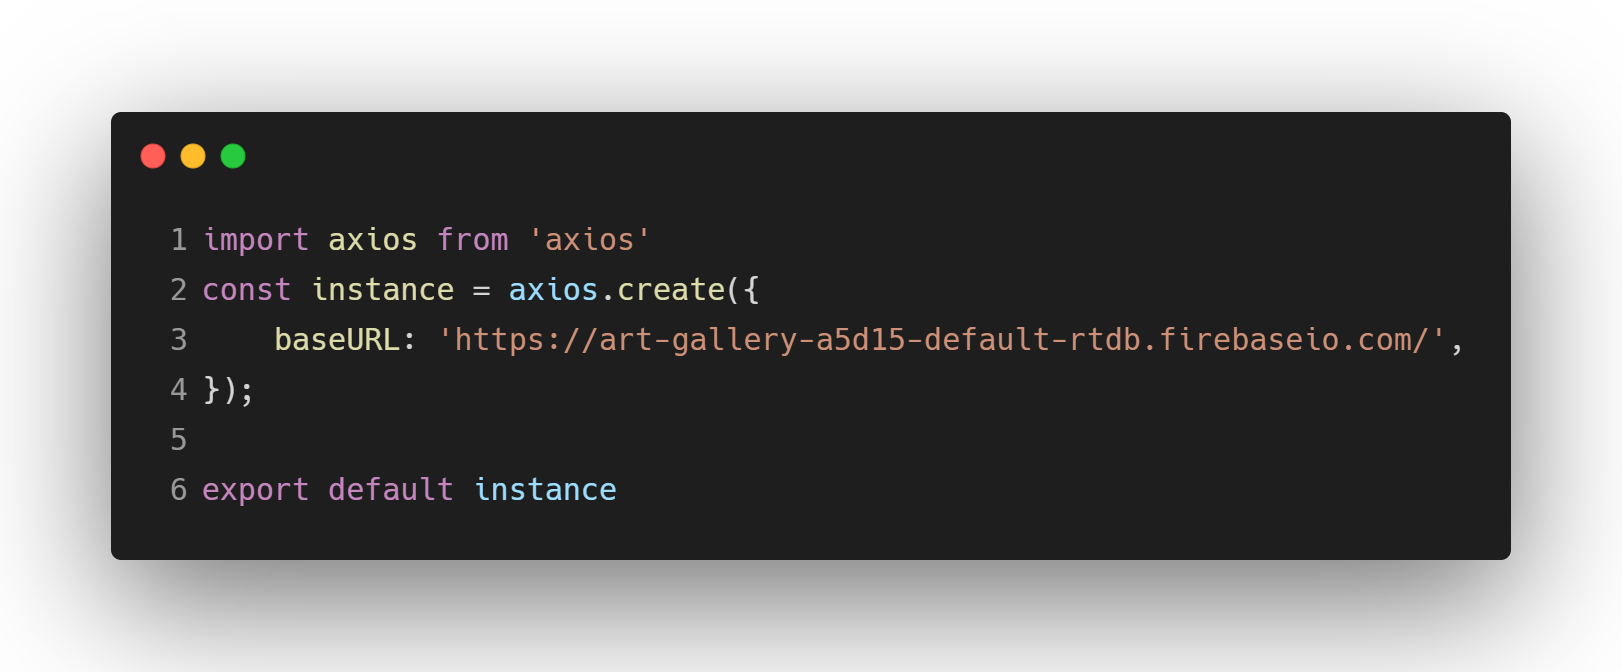 1 import axios from 'axios'
2 const instance = axios.create({
3     baseURL: 'https://art-gallery-a5d15-default-rtdb.firebaseio.com/',
4 });
5
6 export default instance